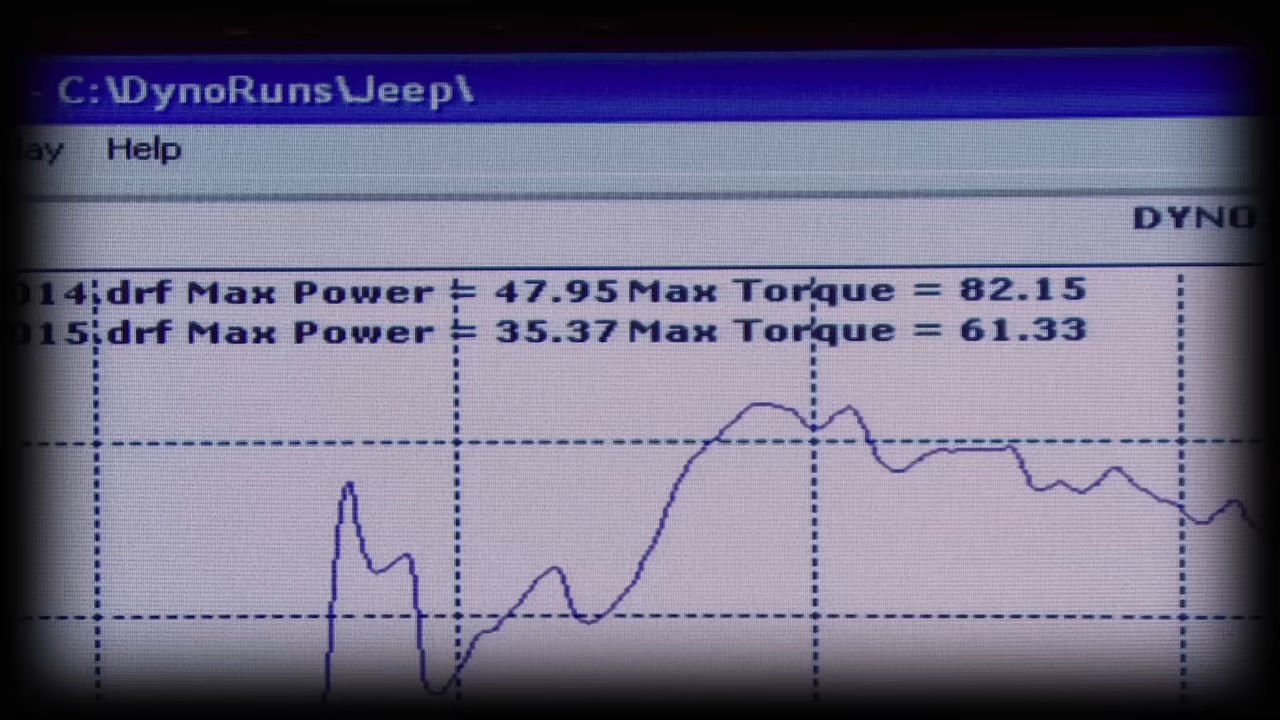 - C:\DynoRuns\Jeep\
Help
DYNO
014.drf Max Power = 47.95 Max Torque = 82.15
015.drf Max Power = 35.37 Max Torque = 61.33